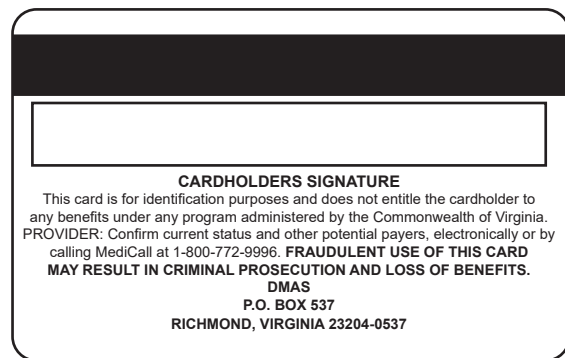 CARDHOLDERS SIGNATURE
This card is for identification purposes and does not entitle the cardholder to
any benefits under any program administered by the Commonwealth of Virginia.
PROVIDER: Confirm current status and other potential payers, electronically or by
calling MediCall at 1-800-772-9996. FRAUDULENT USE OF THIS CARD
MAY RESULT IN CRIMINAL PROSECUTION AND LOSS OF BENEFITS.
DMAS
P.O. BOX 537
RICHMOND, VIRGINIA 23204-0537